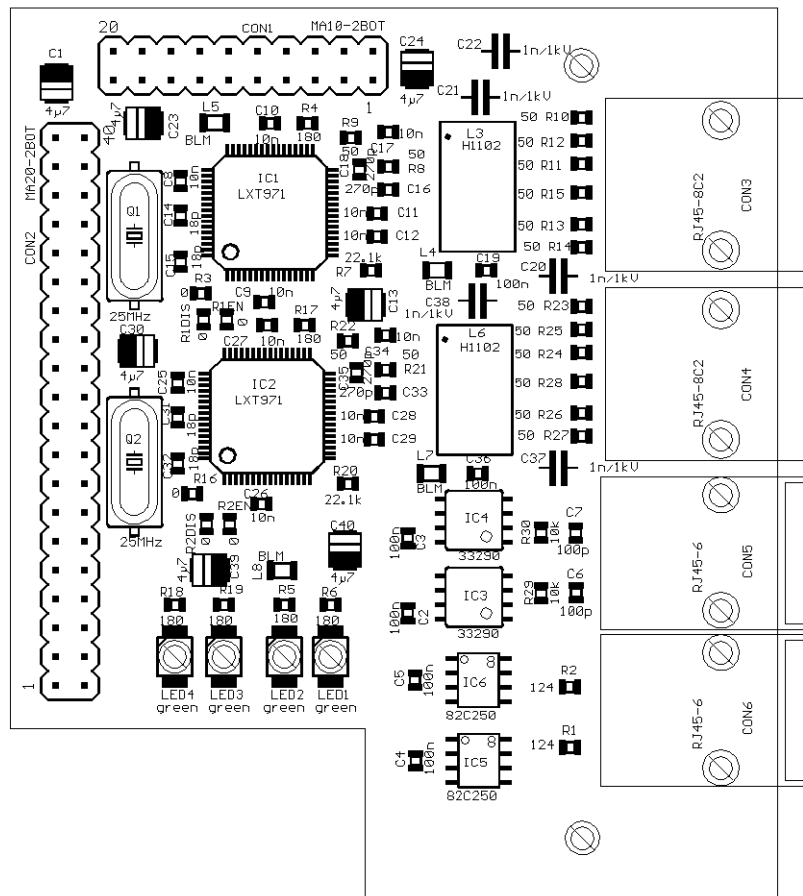 20
CON1
MA10-2BOT
1
C1
4µ7
C24
4µ7
C22
1n/1kV
C21
1n/1kV
MA20-2BOT
40
CON2
1
4µ7
C23
L5
BLM
C10
10n
R4
180
R9
50
10n
C17
C18
270p
50
R8
270p
C16
10n
C11
10n
C12
22.1k
R7
L3
H1102
50 R10
50 R12
50 R11
50 R15
50 R13
50 R14
RJ45-8C2
CON3
Q1
25MHz
C8
10n
C14
18p
C15
18p
IC1
LXT971
R3
0
R1DIS
0
R1EN
0
C9
10n
C27
10n
R17
180
4µ7
C13
L4
BLM
C19
100n
C20
1n/1kV
C38
1n/1kV
R22
50
10n
C34
C35
270p
50
R21
270p
C33
10n
C28
10n
C29
L6
H1102
50 R23
50 R25
50 R24
50 R28
50 R26
50 R27
RJ45-8C2
CON4
C30
4µ7
Q2
25MHz
C25
10n
C31
18p
C32
18p
IC2
LXT971
R16
0
R2DIS
0
R2EN
0
C26
10n
R20
22.1k
L7
BLM
C36
100n
C37
1n/1kV
C40
4µ7
4µ7
C39
L8
BLM
IC4
33290
100n
C3
R30
10k
C7
100p
RJ45-6
CON5
IC3
33290
100n
C2
R29
10k
C6
100p
R18
180
R19
180
R5
180
R6
180
LED4
green
LED3
green
LED2
green
LED1
green
C5
100n
IC6
8
82C250
R2
124
RJ45-6
CON6
C4
100n
IC5
8
82C250
R1
124